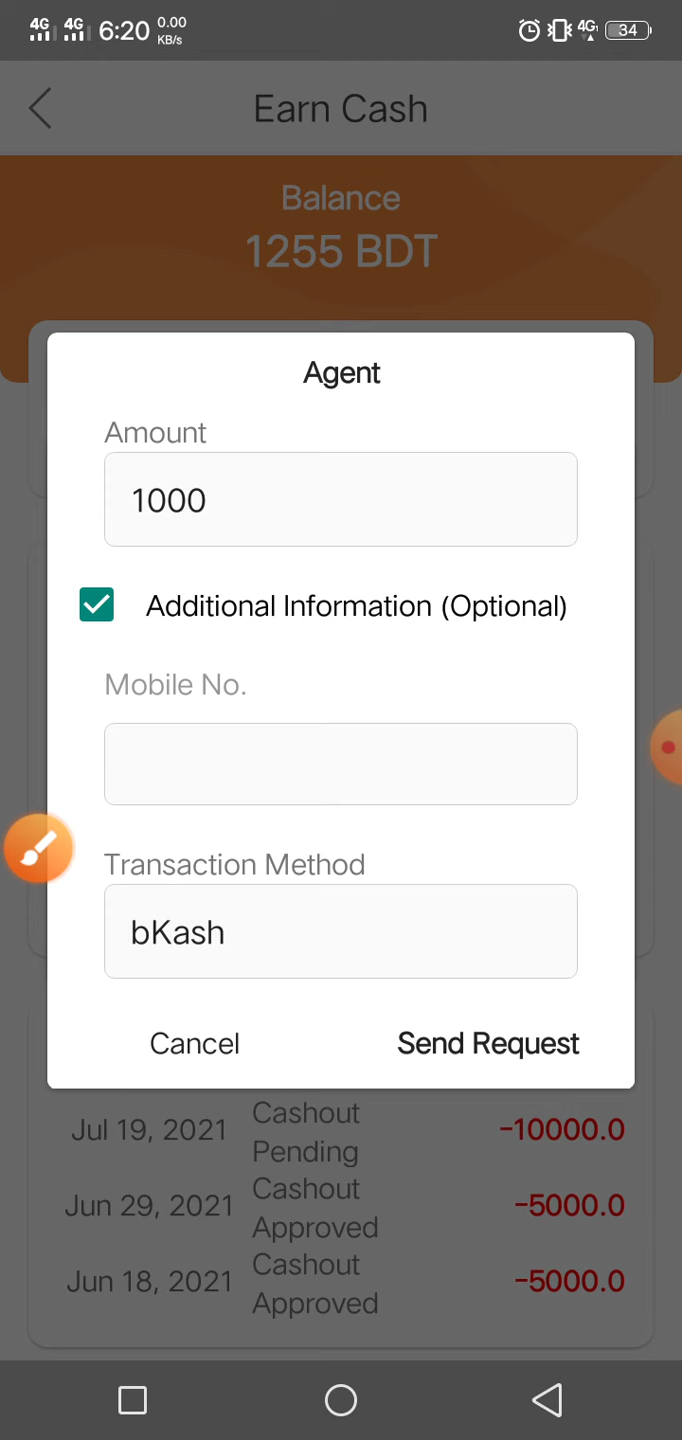 4G 4G 6:20 0.00 KB/s 4G 34
Earn Cash
Balance
1255 BDT
Agent
Amount
1000
Additional Information (Optional)
Mobile No.
Transaction Method
bKash
Cancel Send Request
Jul 19, 2021 Cashout Pending -10000.0
Jun 29, 2021 Cashout Approved -5000.0
Jun 18, 2021 Cashout Approved -5000.0